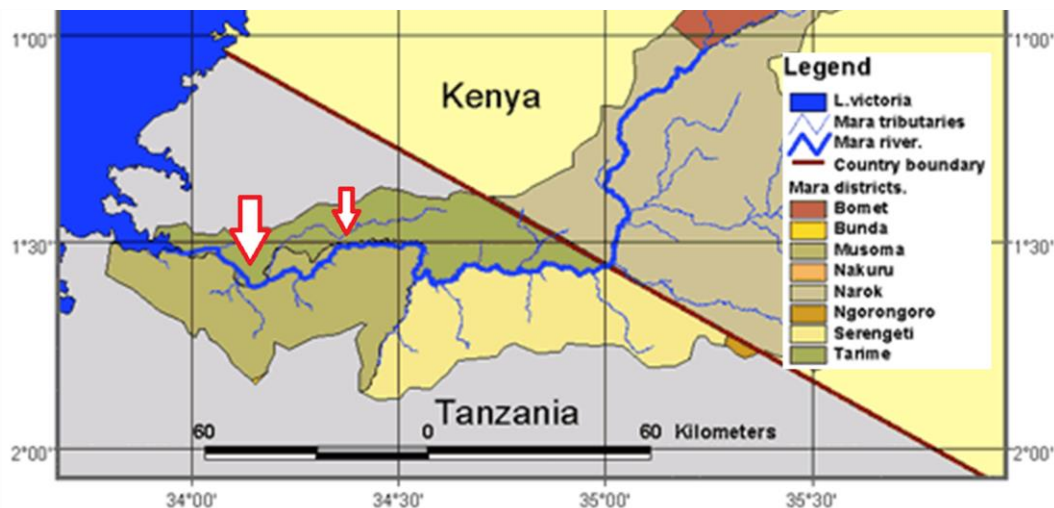 1°00'
1°00'
Kenya
Legend
L.victoria
Mara tributaries
Mara river.
Country boundary
Mara districts.
Bomet
Bunda
Musoma
Nakuru
Narok
Ngorongoro
Serengeti
Tarime
1°30'
1°30'
Tanzania
60 0 60 Kilometers
2°00'
2°00'
34°00' 34°30' 35°00' 35°30'